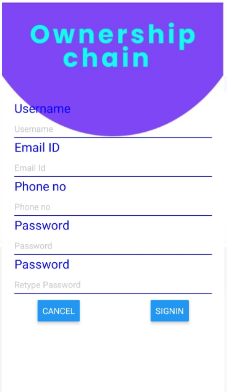 Ownership
chain
Username
Username
Email ID
Email Id
Phone no
Phone no
Password
Password
Password
Retype Password
CANCEL SIGNIN